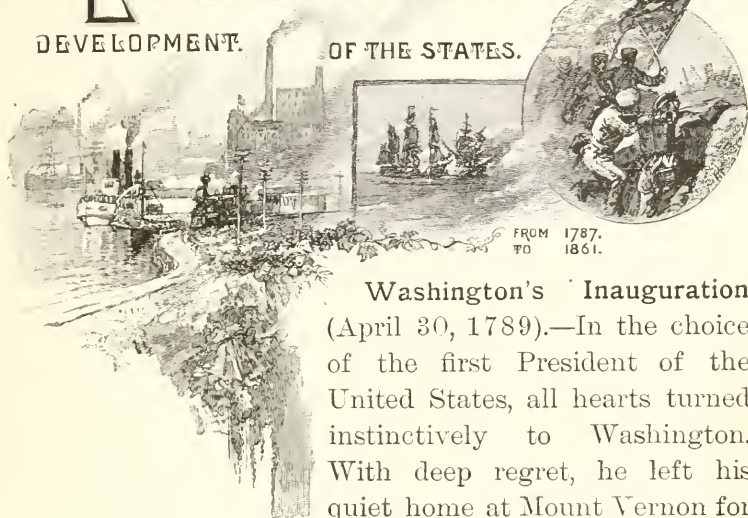 DEVELOPMENT.
OF THE STATES.
FROM 1787.
TO 1861.
Washington's Inauguration
(April 30, 1789).—In the choice
of the first President of the
United States, all hearts turned
instinctively to Washington.
With deep regret, he left his
quiet home at Mount Vernon for